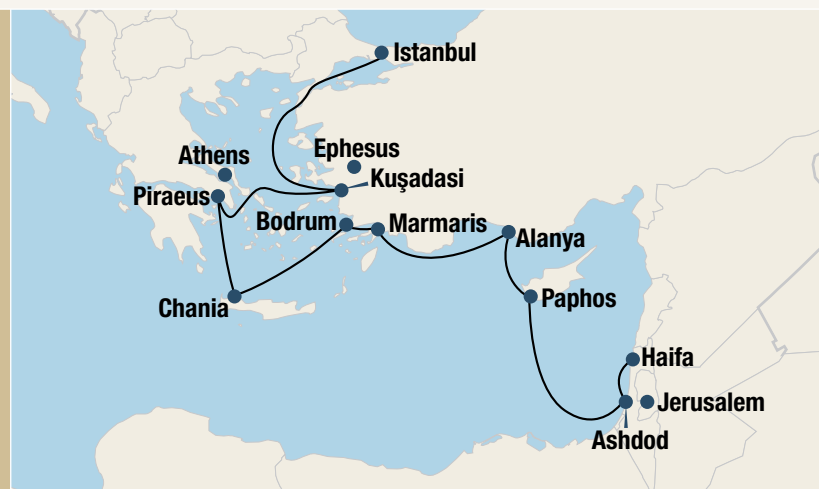 Istanbul
Ephesus
Athens
Kuşadasi
Piraeus
Bodrum
Marmaris
Alanya
Chania
Paphos
Haifa
Jerusalem
Ashdod